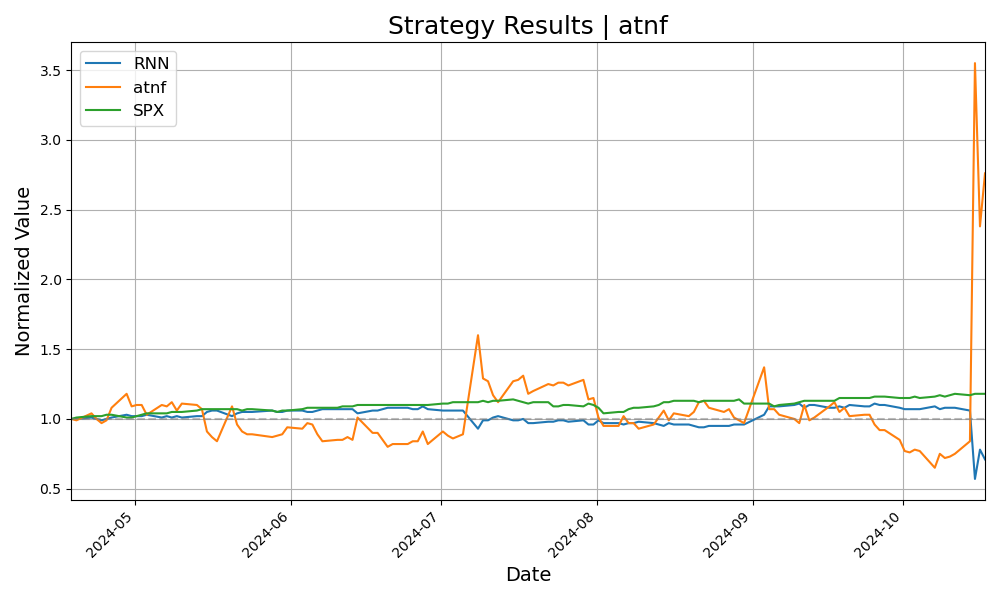 Strategy Results | atnf
RNN
atnf
SPX
Normalized Value
3.5
3.0
2.5
2.0
1.5
1.0
0.5
2024-05
2024-06
2024-07
2024-08
2024-09
2024-10
Date